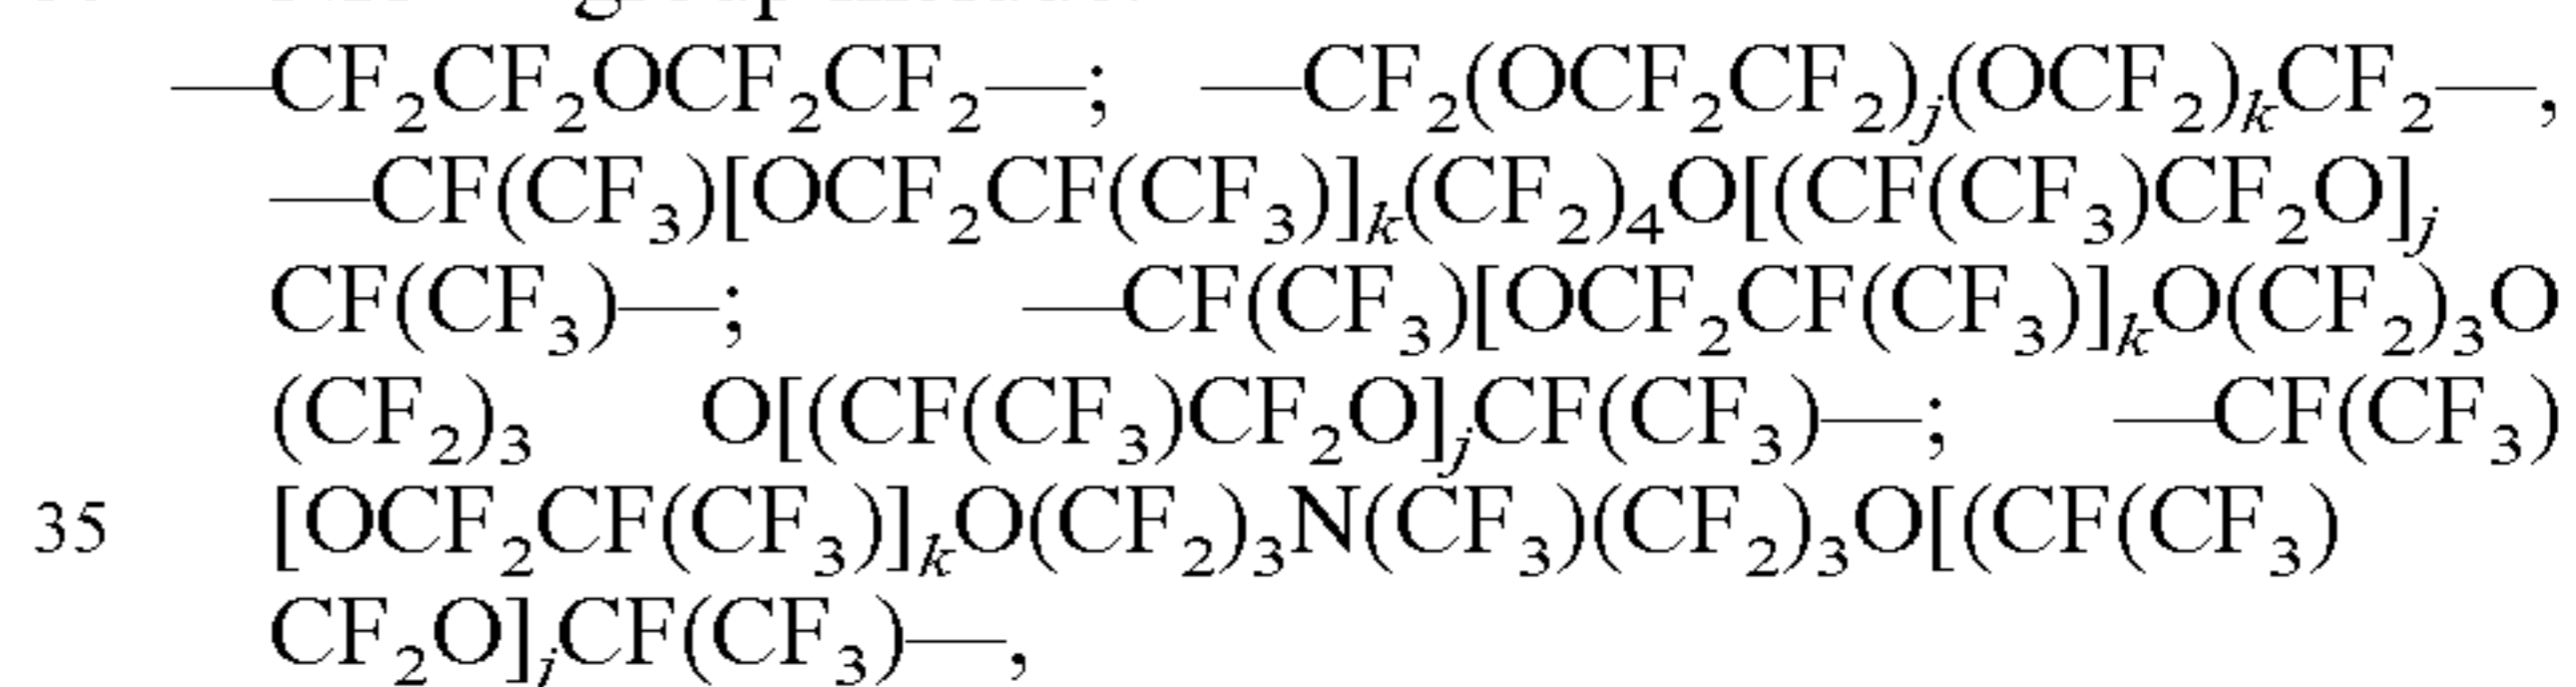 —CF₂CF₂OCF₂CF₂—; —CF₂(OCF₂CF₂)ⱼ(OCF₂)ₖCF₂—,
—CF(CF₃)[OCF₂CF(CF₃)]ₖ(CF₂)₄O[(CF(CF₃)CF₂O]ⱼ
CF(CF₃)—; —CF(CF₃)[OCF₂CF(CF₃)]ₖO(CF₂)₃O
(CF₂)₃ O[(CF(CF₃)CF₂O]ⱼCF(CF₃)—; —CF(CF₃)
35 [OCF₂CF(CF₃)]ₖO(CF₂)₃N(CF₃)(CF₂)₃O[(CF(CF₃)
CF₂O]ⱼCF(CF₃)—,